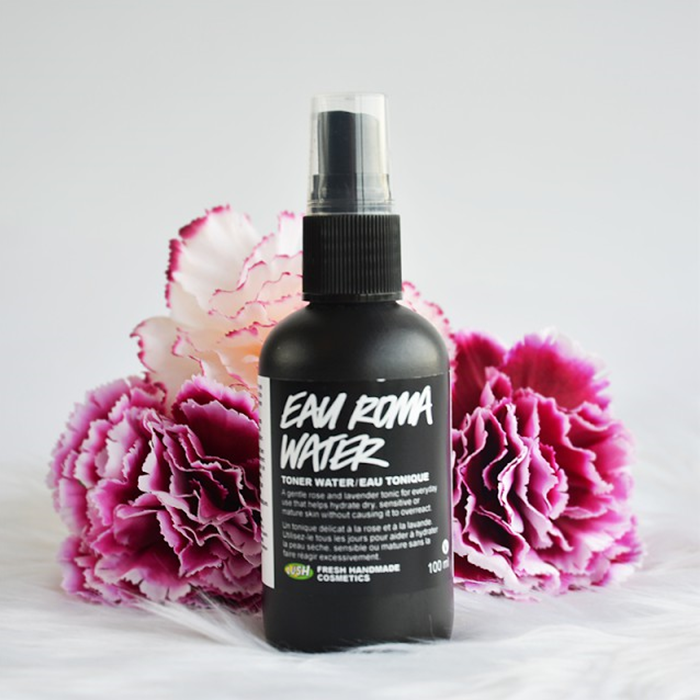 EAU ROMA
WATER
TONER WATER/EAU TONIQUE
A gentle rose and lavender tonic for everyday
use that helps hydrate dry, sensitive or
mature skin without causing it to overreact.
Un tonique délicat à la rose et à la lavande.
Utilisez-le tous les jours pour aider à hydrater
la peau sèche, sensible ou mature sans la
faire réagir excessivement.
LUSH FRESH HANDMADE
COSMETICS
100 ml